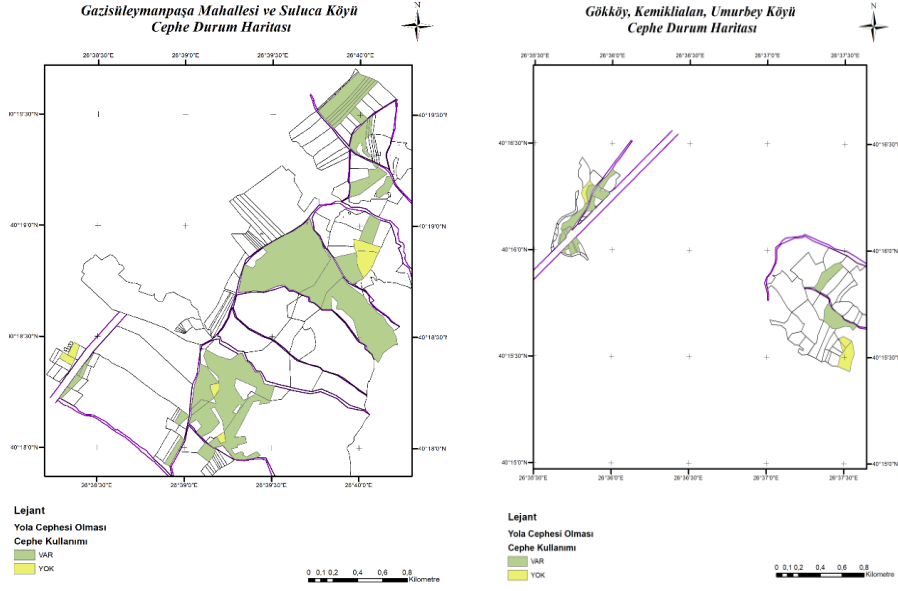 Gazisüleymanpaşa Mahallesi ve Suluca Köyü
Cephe Durum Haritası
N
26°38'30"E 26°39'0"E 26°39'30"E 26°40'0"E
40°19'30"N 40°19'30"N
40°19'0"N 40°19'0"N
40°18'30"N 40°18'30"N
40°18'0"N 40°18'0"N
26°38'30"E 26°39'0"E 26°39'30"E 26°40'0"E
Lejant
Yola Cephesi Olması
Cephe Kullanımı
VAR
YOK
0 0,1 0,2 0,4 0,6 0,8
Kilometre
Gökköy, Kemiklialan, Umurbey Köyü
Cephe Durum Haritası
N
26°36'0"E 26°36'30"E 26°37'0"E 26°37'30"E
40°16'30"N 40°16'30"N
40°16'0"N 40°16'0"N
40°15'30"N 40°15'30"N
40°15'0"N 40°15'0"N
26°36'0"E 26°36'30"E 26°37'0"E 26°37'30"E
Lejant
Yola Cephesi Olması
Cephe Kullanımı
VAR
YOK
0 0,1 0,2 0,4 0,6 0,8
Kilometre